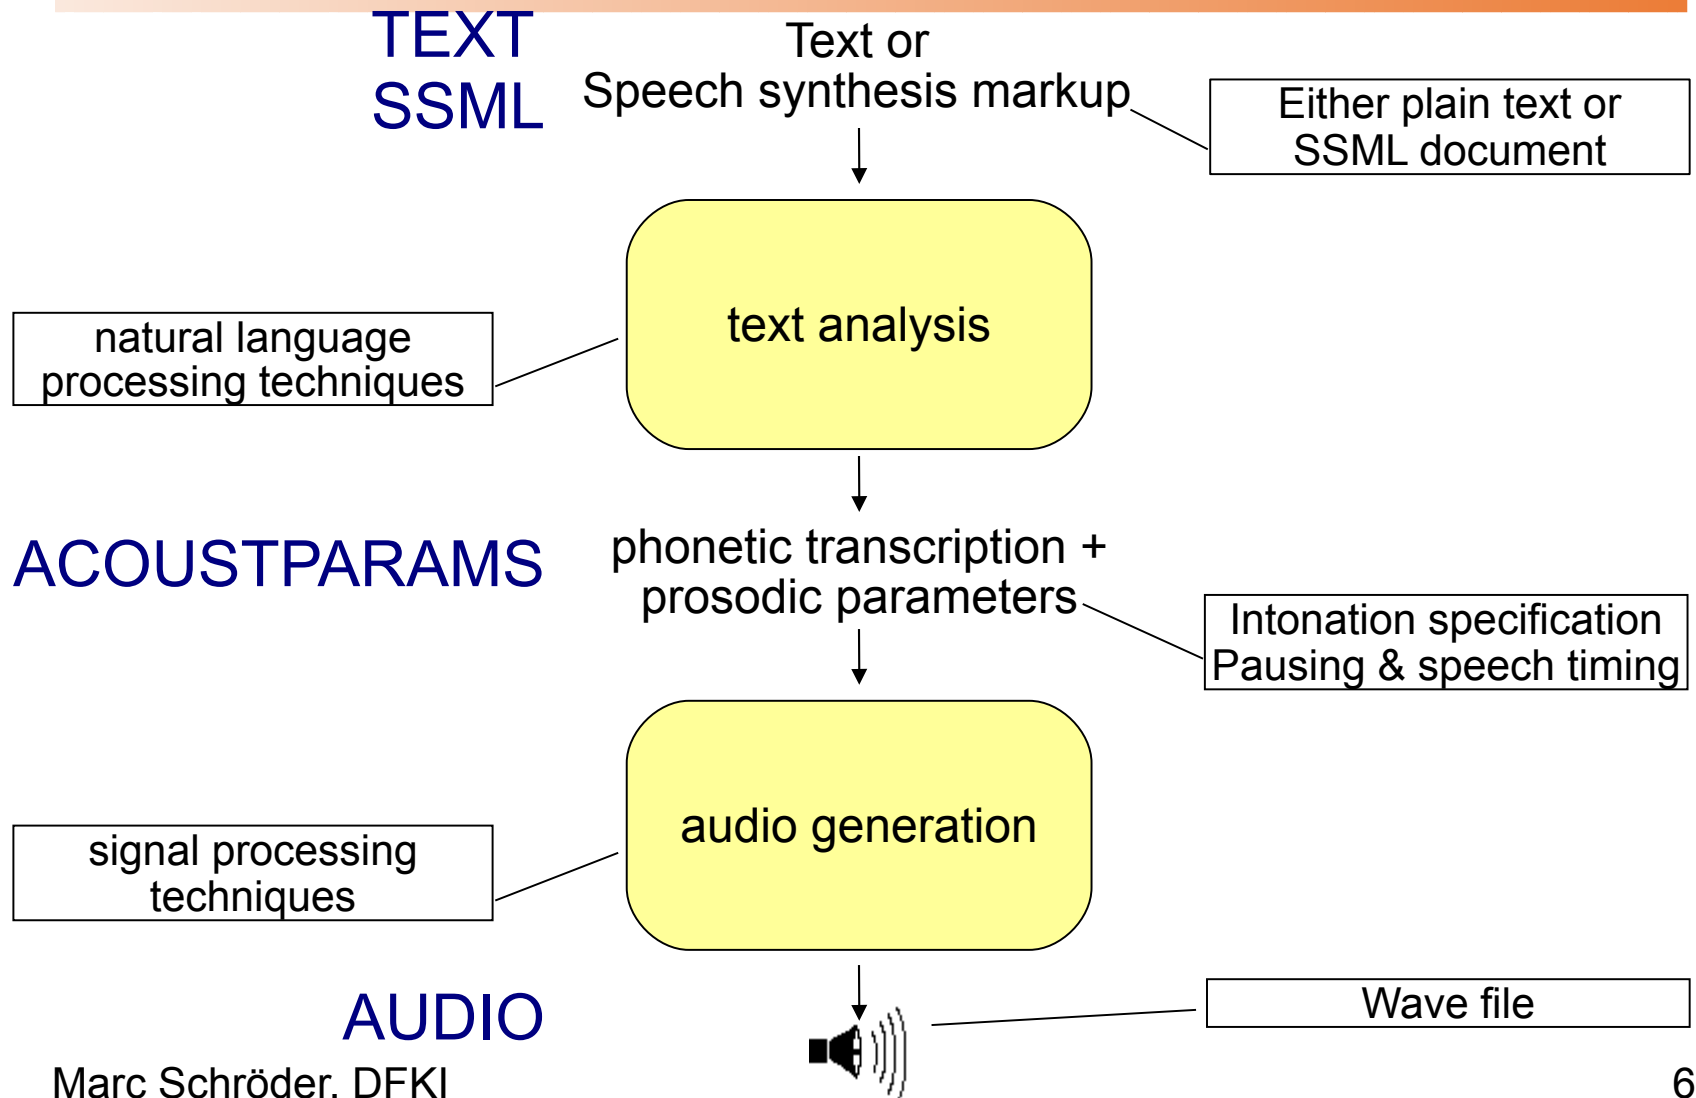 TEXT
SSML
Text or
Speech synthesis markup
Either plain text or
SSML document
text analysis
natural language
processing techniques
ACOUSTPARAMS
phonetic transcription +
prosodic parameters
Intonation specification
Pausing & speech timing
audio generation
signal processing
techniques
AUDIO
Wave file
Marc Schröder, DFKI
6